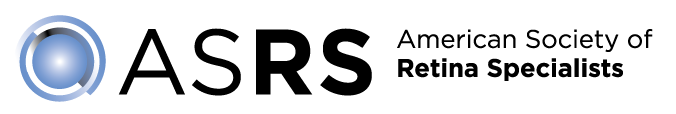 ASRS
American Society of
Retina Specialists